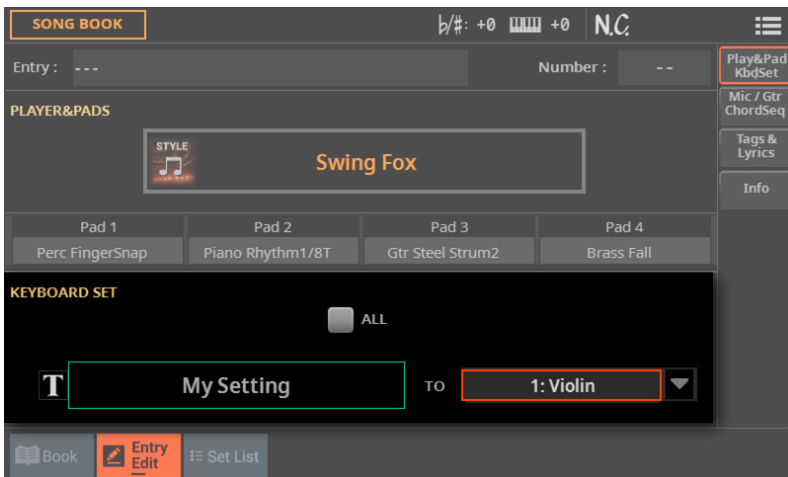 SONG BOOK
♭/#: +0 +0 N.C.
Entry : --- Number : --
Play&Pad
KbdSet
Mic / Gtr
ChordSeq
Tags &
Lyrics
Info
PLAYER&PADS
STYLE
Swing Fox
Pad 1 Pad 2 Pad 3 Pad 4
Perc FingerSnap Piano Rhythm1/8T Gtr Steel Strum2 Brass Fall
KEYBOARD SET
ALL
T My Setting TO 1: Violin
Book Entry Edit Set List